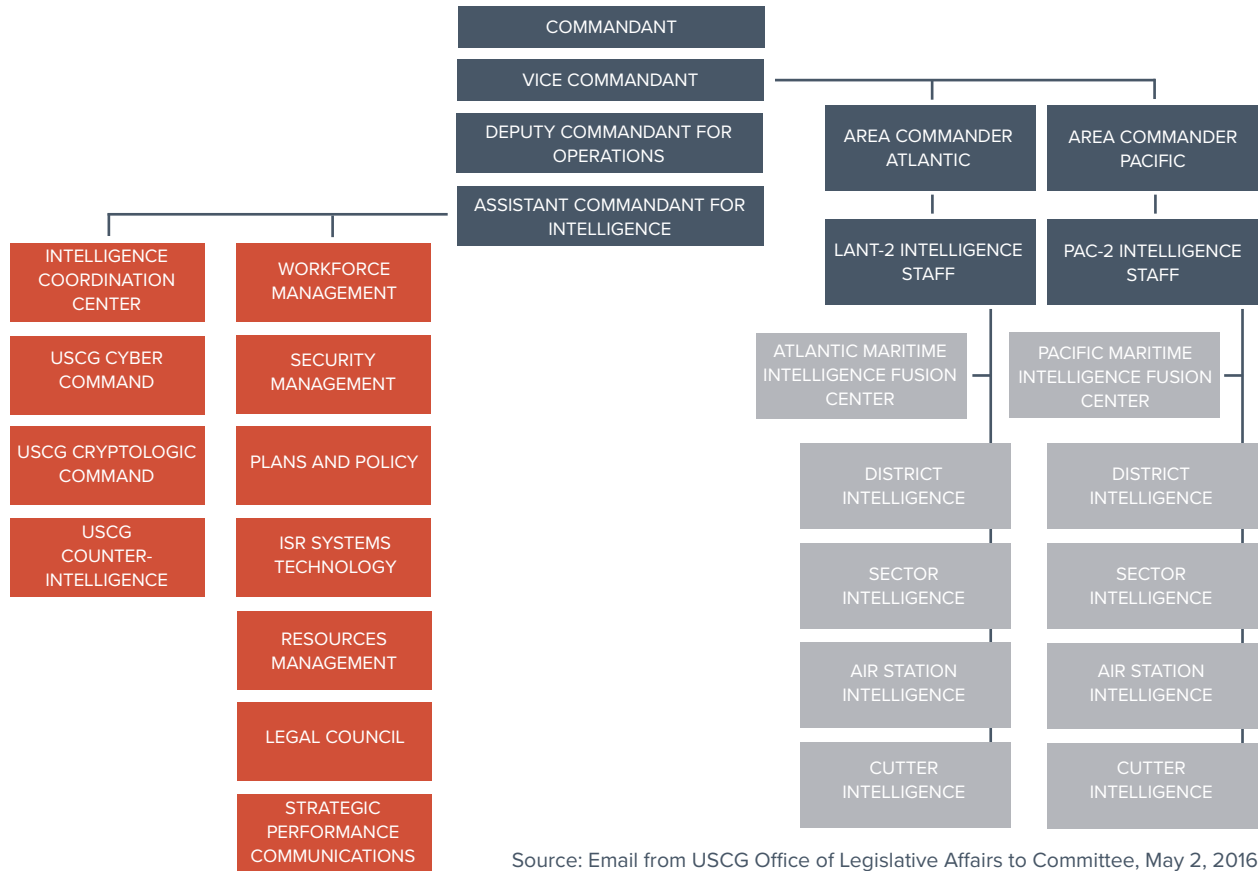 COMMANDANT
VICE COMMANDANT
DEPUTY COMMANDANT FOR
OPERATIONS
ASSISTANT COMMANDANT FOR
INTELLIGENCE
INTELLIGENCE
COORDINATION
CENTER
USCG CYBER
COMMAND
USCG CRYPTOLOGIC
COMMAND
USCG
COUNTER-
INTELLIGENCE
WORKFORCE
MANAGEMENT
SECURITY
MANAGEMENT
PLANS AND POLICY
ISR SYSTEMS
TECHNOLOGY
RESOURCES
MANAGEMENT
LEGAL COUNCIL
STRATEGIC
PERFORMANCE
COMMUNICATIONS
AREA COMMANDER
ATLANTIC
LANT-2 INTELLIGENCE
STAFF
ATLANTIC MARITIME
INTELLIGENCE FUSION
CENTER
DISTRICT
INTELLIGENCE
SECTOR
INTELLIGENCE
AIR STATION
INTELLIGENCE
CUTTER
INTELLIGENCE
AREA COMMANDER
PACIFIC
PAC-2 INTELLIGENCE
STAFF
PACIFIC MARITIME
INTELLIGENCE FUSION
CENTER
DISTRICT
INTELLIGENCE
SECTOR
INTELLIGENCE
AIR STATION
INTELLIGENCE
CUTTER
INTELLIGENCE
Source: Email from USCG Office of Legislative Affairs to Committee, May 2, 2016